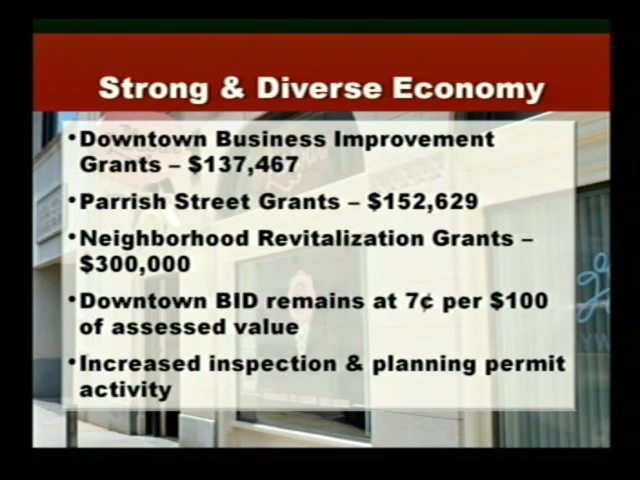 Strong & Diverse Economy
•Downtown Business Improvement
Grants – $137,467
•Parrish Street Grants – $152,629
•Neighborhood Revitalization Grants –
$300,000
•Downtown BID remains at 7¢ per $100
of assessed value
•Increased inspection & planning permit
activity